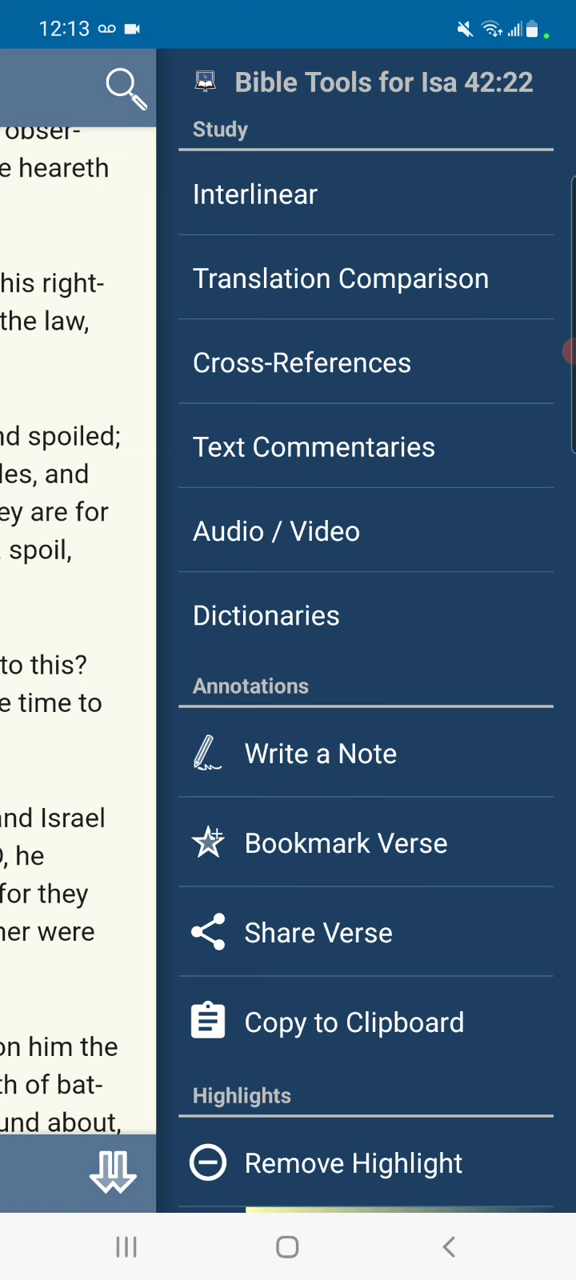 12:13
Bible Tools for Isa 42:22
Study
Interlinear
Translation Comparison
Cross-References
Text Commentaries
Audio / Video
Dictionaries
Annotations
Write a Note
Bookmark Verse
Share Verse
Copy to Clipboard
Highlights
Remove Highlight
obser-
e heareth
his right-
the law,
nd spoiled;
les, and
ey are for
spoil,
to this?
e time to
and Israel
, he
for they
her were
on him the
th of bat-
und about,